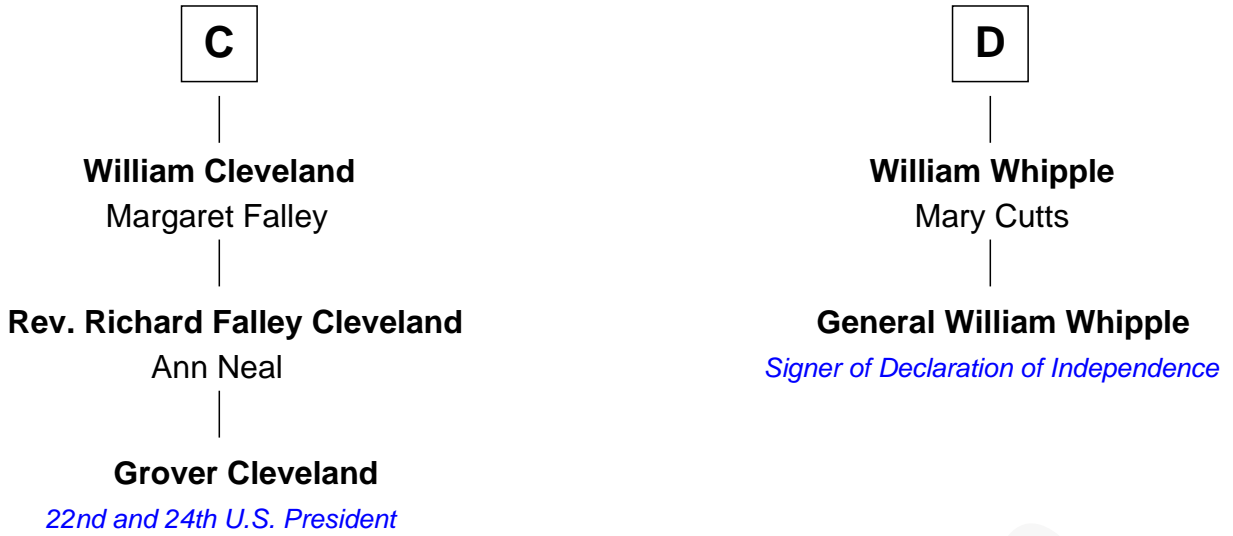 C
William Cleveland
Margaret Falley
Rev. Richard Falley Cleveland
Ann Neal
Grover Cleveland
22nd and 24th U.S. President
D
William Whipple
Mary Cutts
General William Whipple
Signer of Declaration of Independence